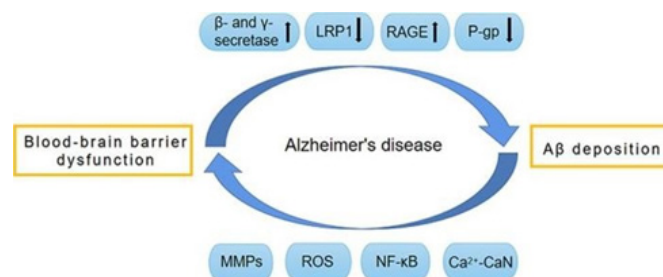 β- and γ-
secretase
LRP1
RAGE
P-gp
Blood-brain barrier
dysfunction
Alzheimer's disease
Aβ deposition
MMPs
ROS
NF-κB
Ca²⁺-CaN